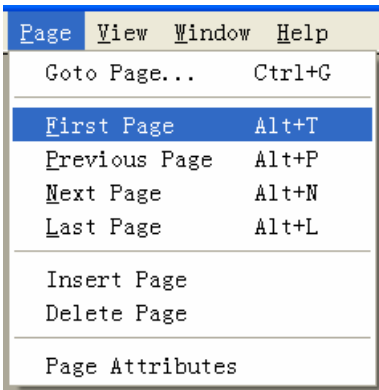 Page View Window Help
Goto Page... Ctrl+G
First Page Alt+T
Previous Page Alt+P
Next Page Alt+N
Last Page Alt+L
Insert Page
Delete Page
Page Attributes